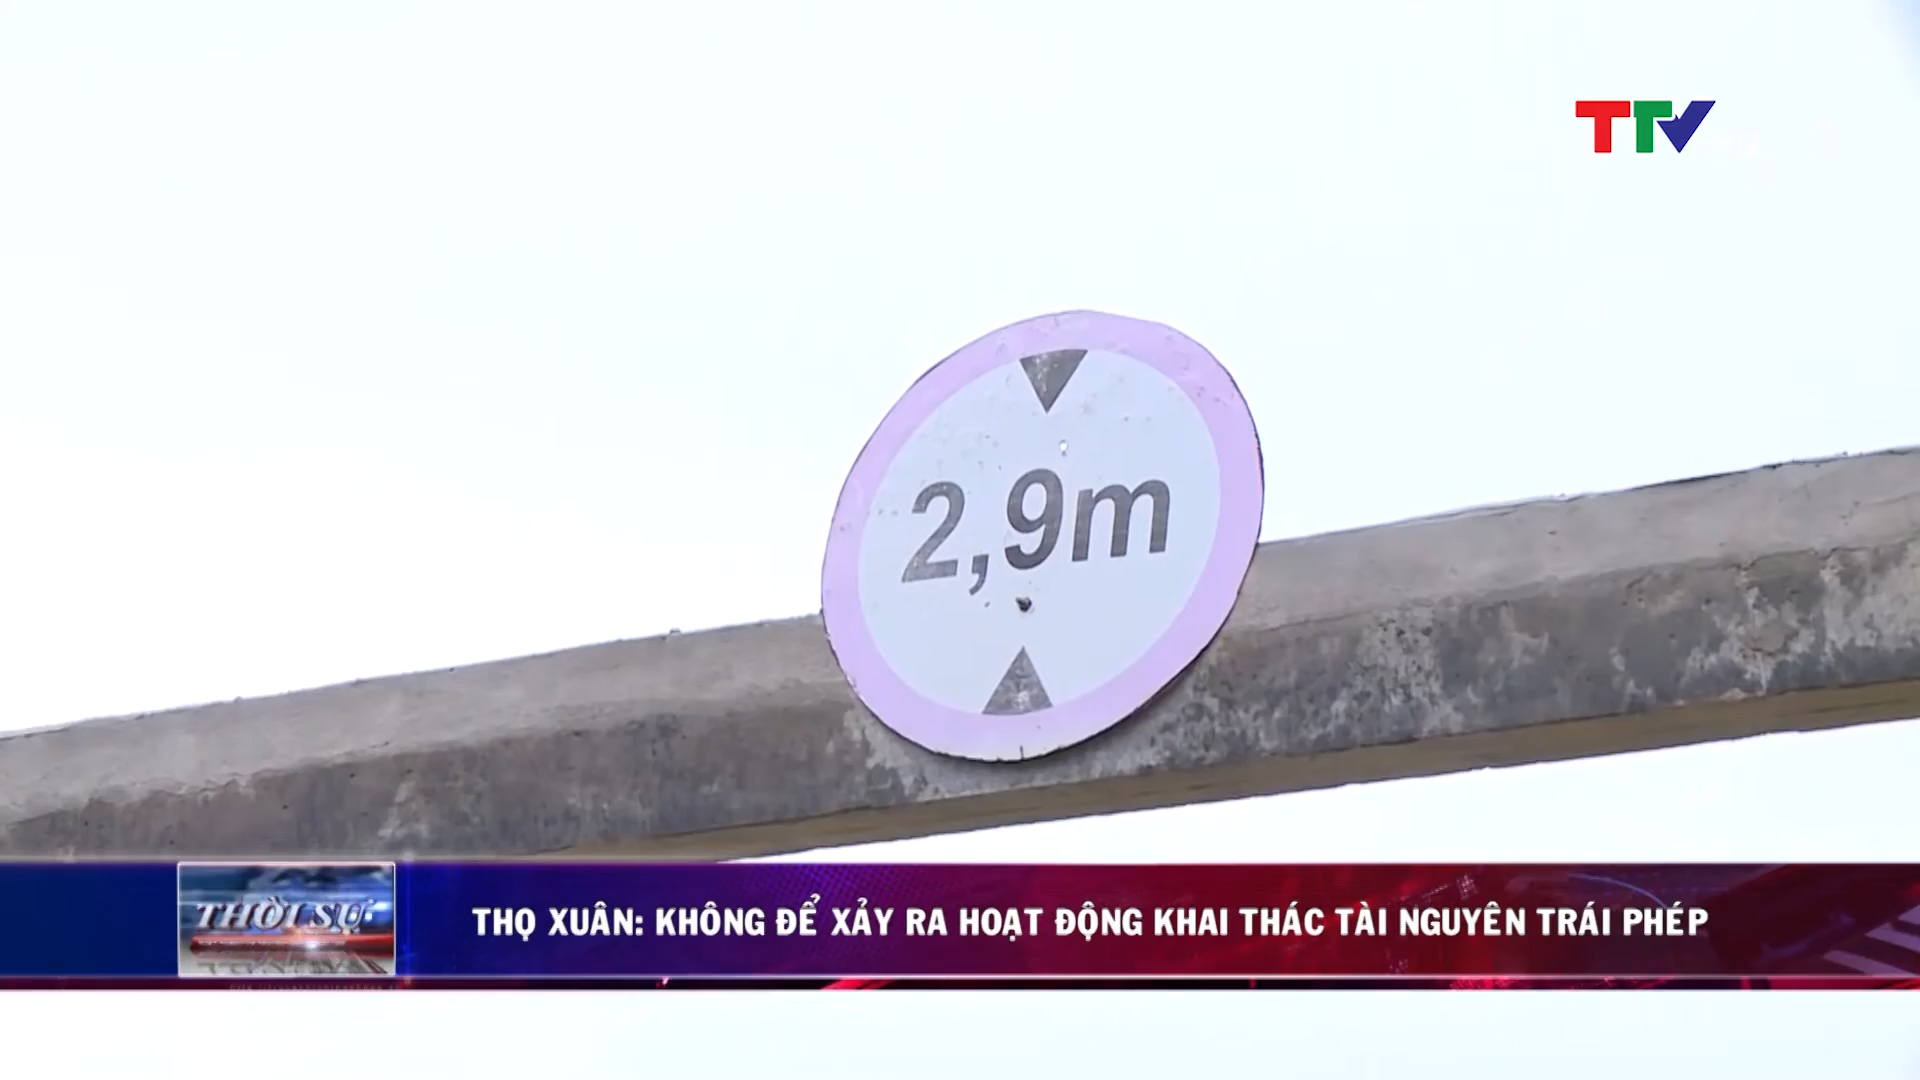 TTV
2,9m
THỜI SỰ
THỌ XUÂN: KHÔNG ĐỂ XẢY RA HOẠT ĐỘNG KHAI THÁC TÀI NGUYÊN TRÁI PHÉP